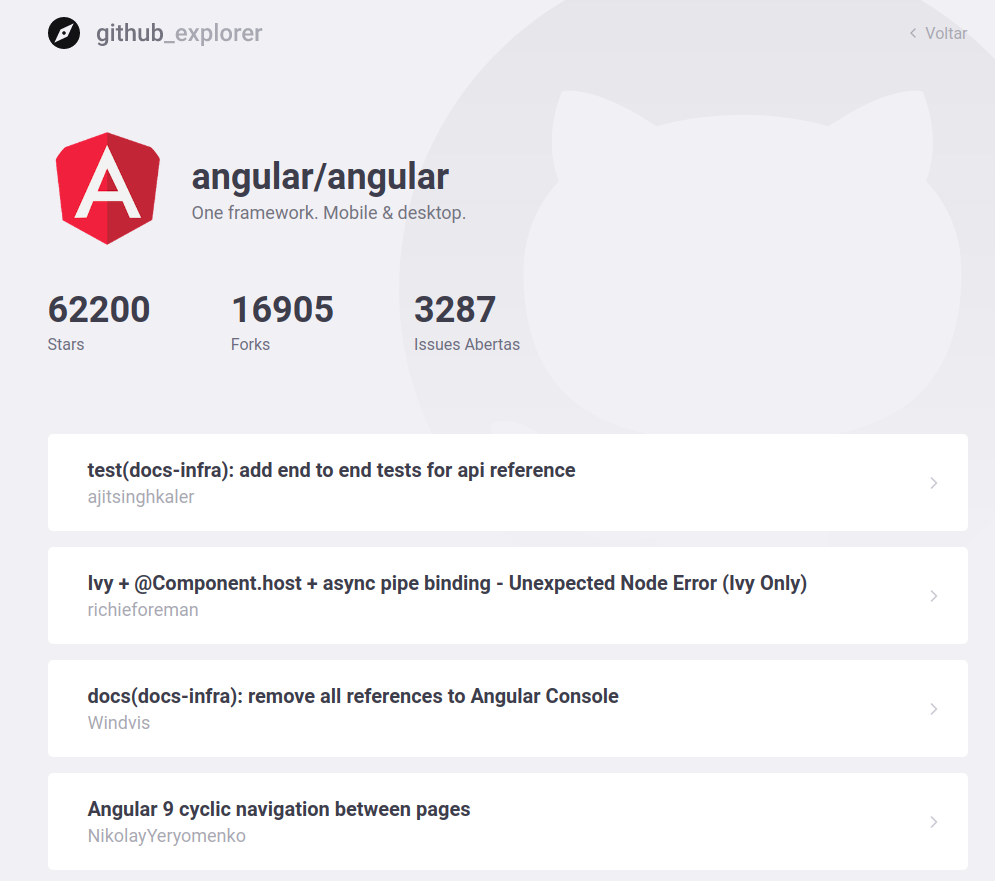 github_explorer
Voltar
angular/angular
One framework. Mobile & desktop.
62200
Stars
16905
Forks
3287
Issues Abertas
test(docs-infra): add end to end tests for api reference
ajitsinghkaler
Ivy + @Component.host + async pipe binding - Unexpected Node Error (Ivy Only)
richieforeman
docs(docs-infra): remove all references to Angular Console
Windvis
Angular 9 cyclic navigation between pages
NikolayYeryomenko